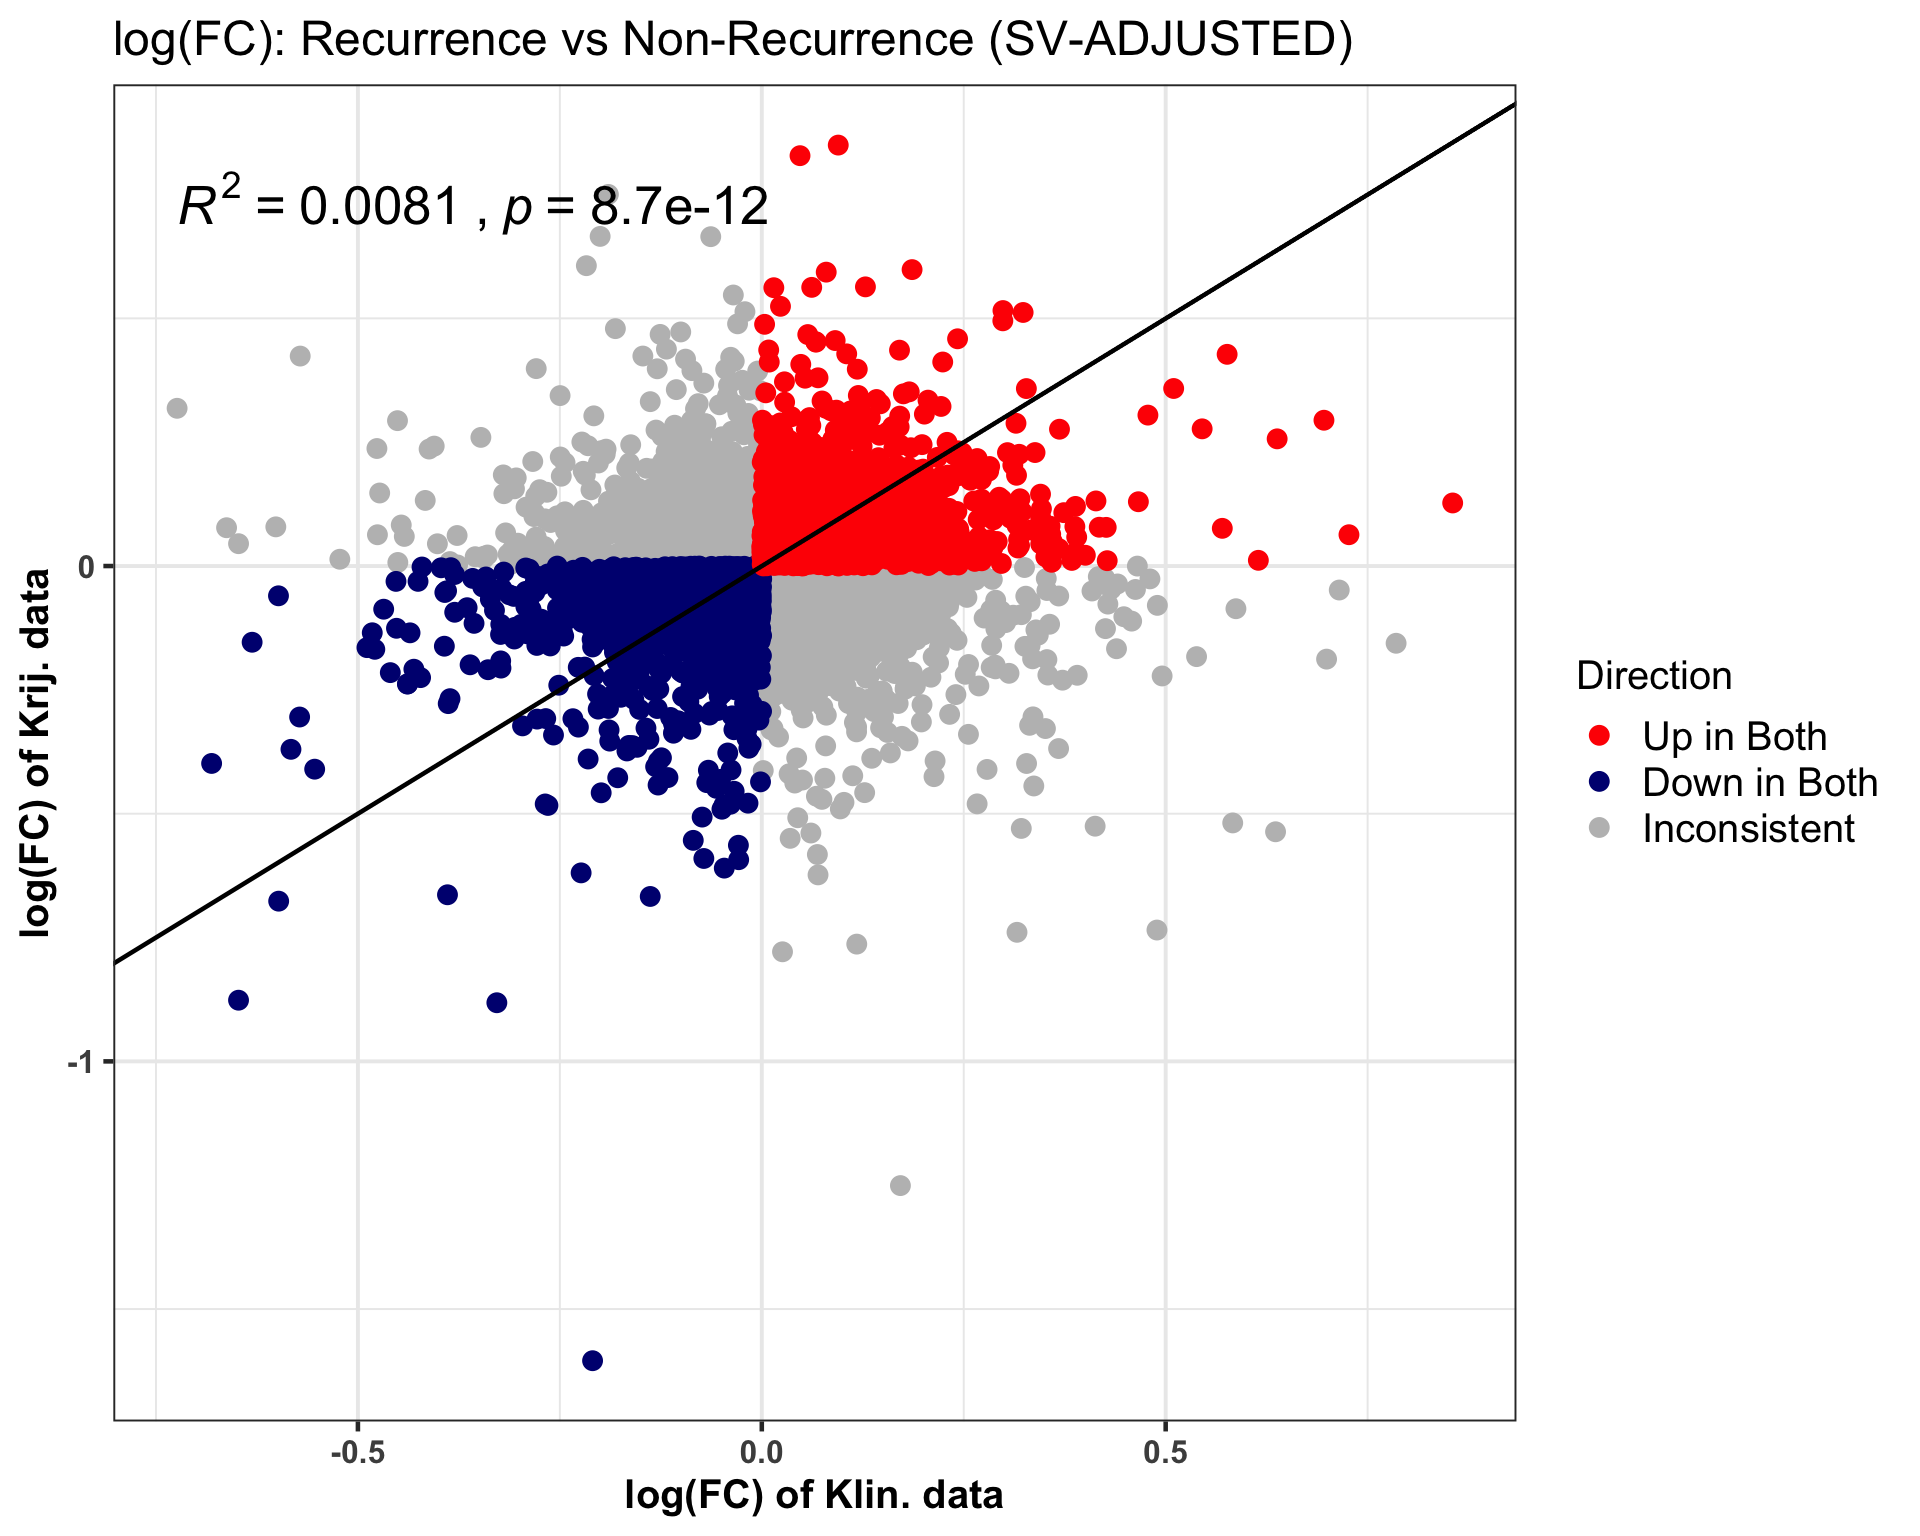 log(FC): Recurrence vs Non-Recurrence (SV-ADJUSTED)
R² = 0.0081 , p = 8.7e-12
log(FC) of Krij. data
0
-1
-0.5
0.0
0.5
log(FC) of Klin. data
Direction
Up in Both
Down in Both
Inconsistent